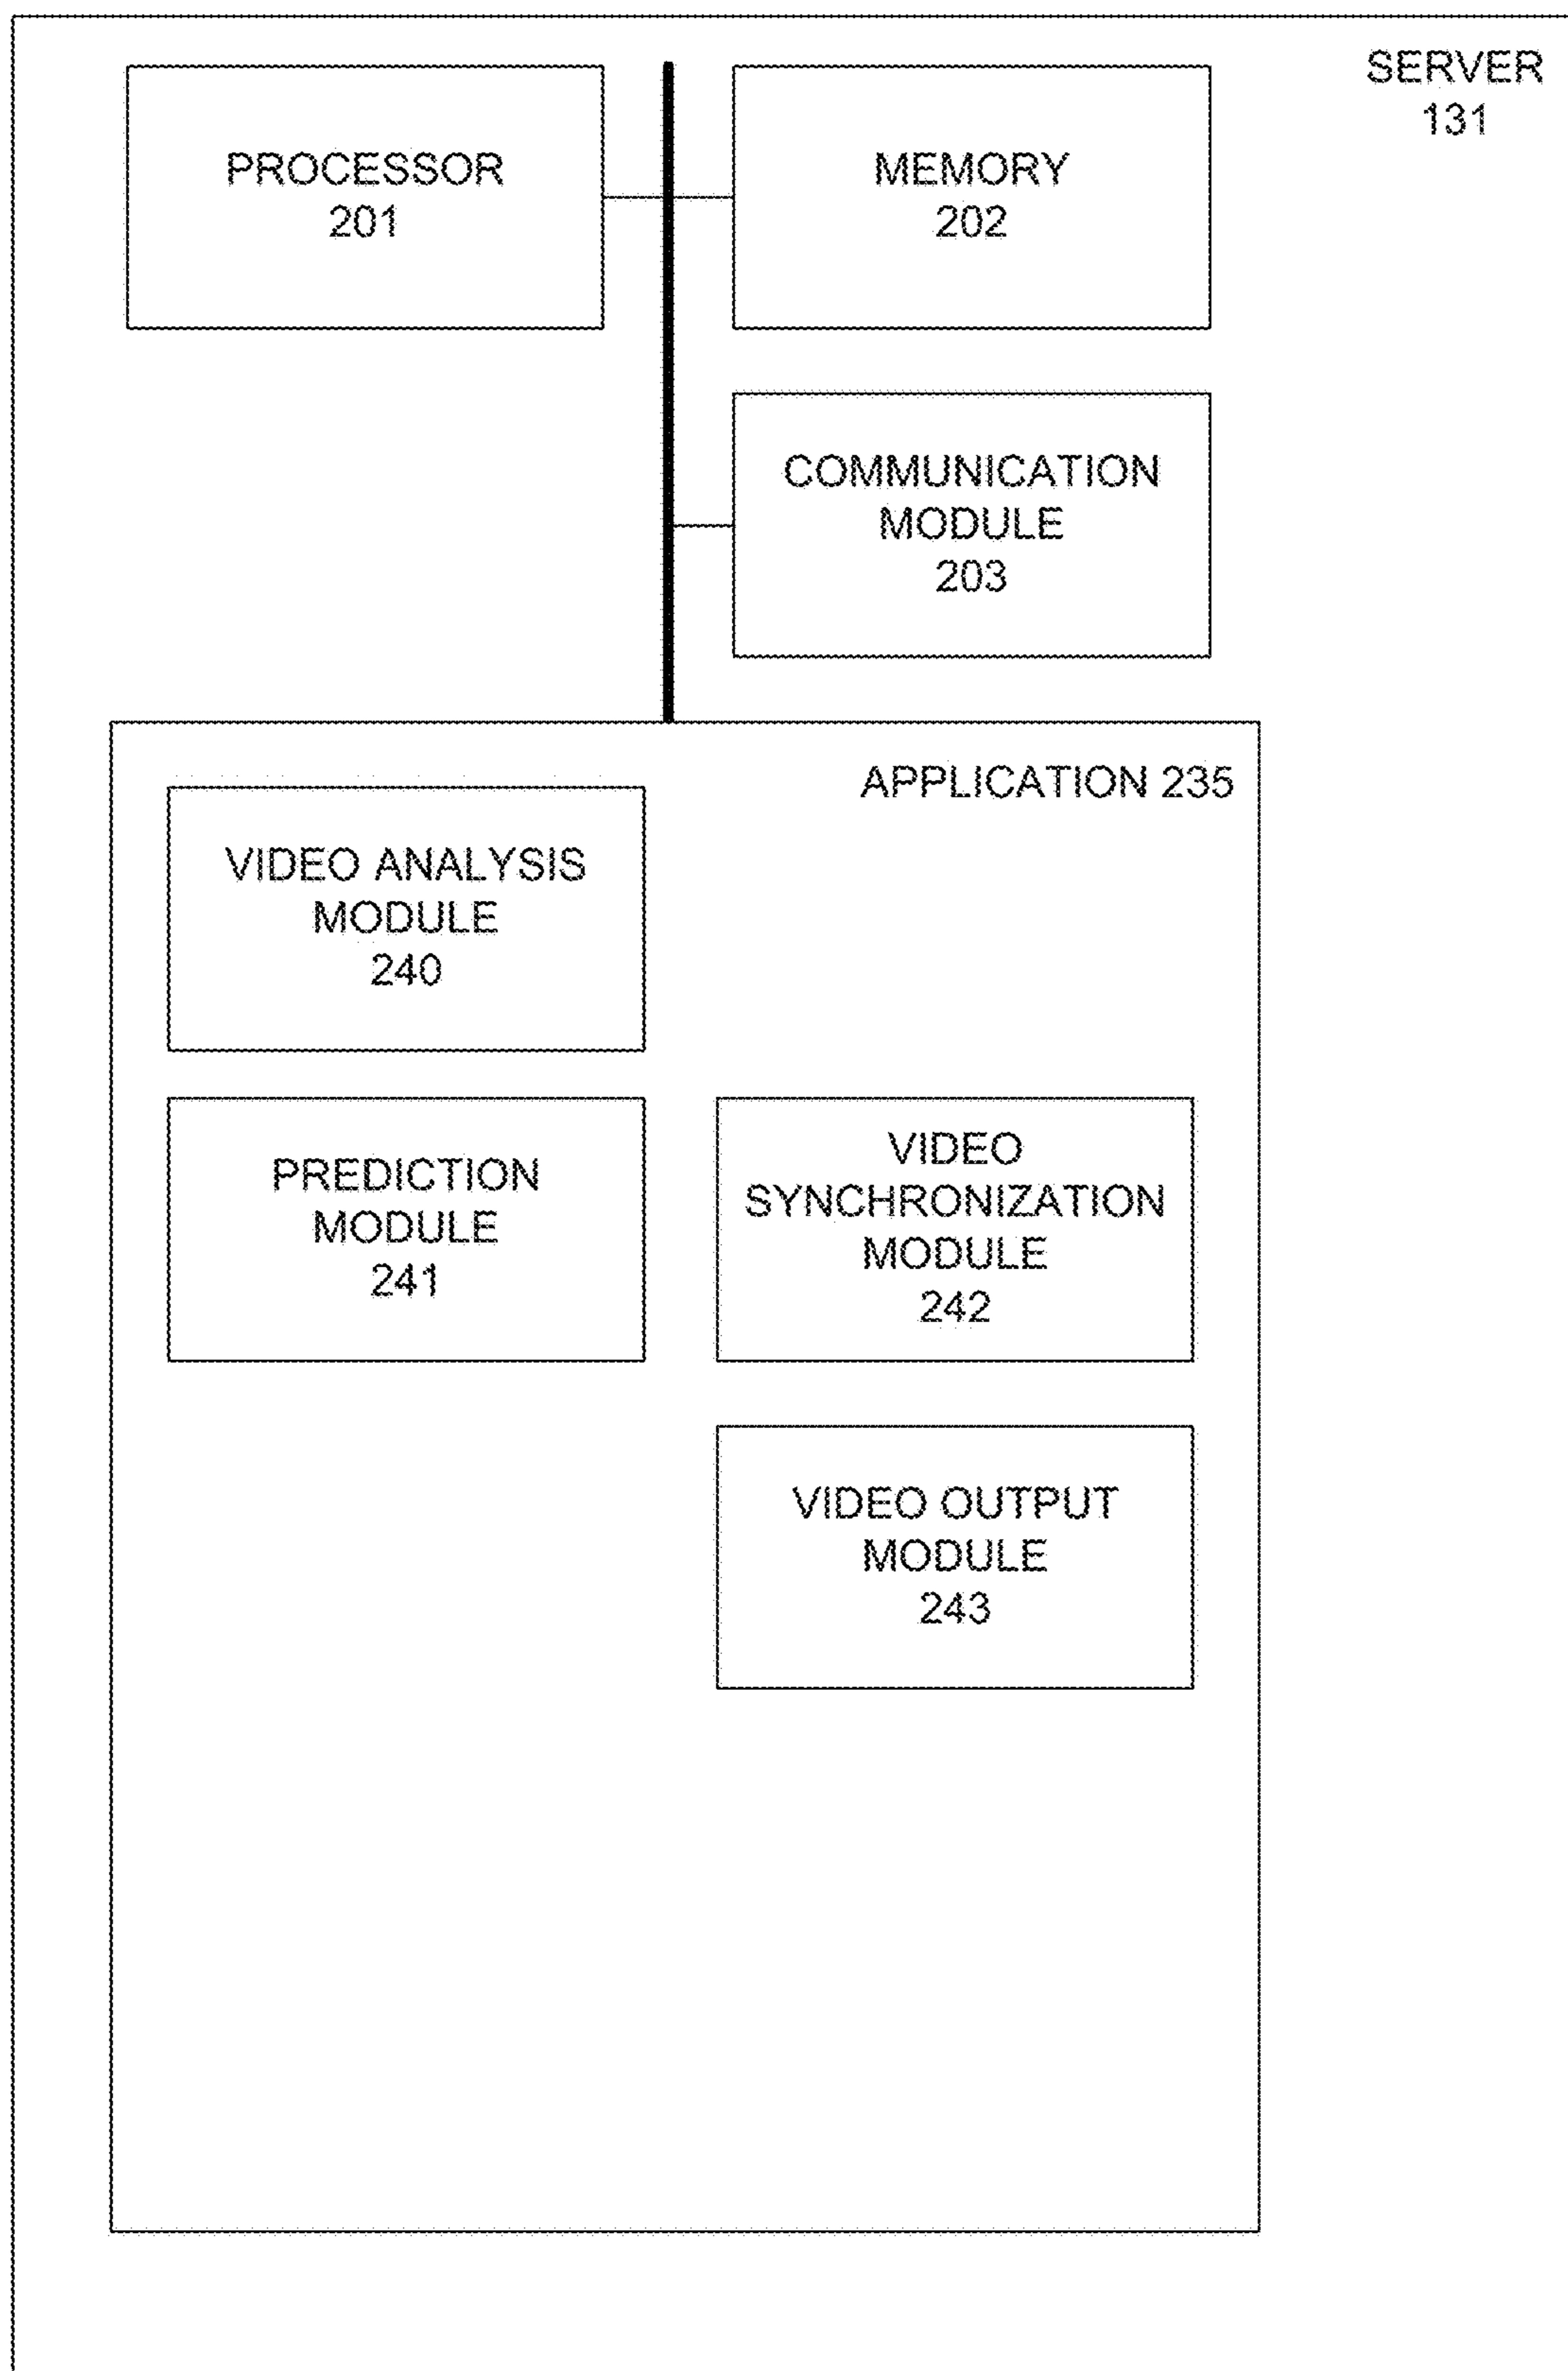 SERVER
131
PROCESSOR
201
MEMORY
202
COMMUNICATION
MODULE
203
APPLICATION 235
VIDEO ANALYSIS
MODULE
240
PREDICTION
MODULE
241
VIDEO
SYNCHRONIZATION
MODULE
242
VIDEO OUTPUT
MODULE
243